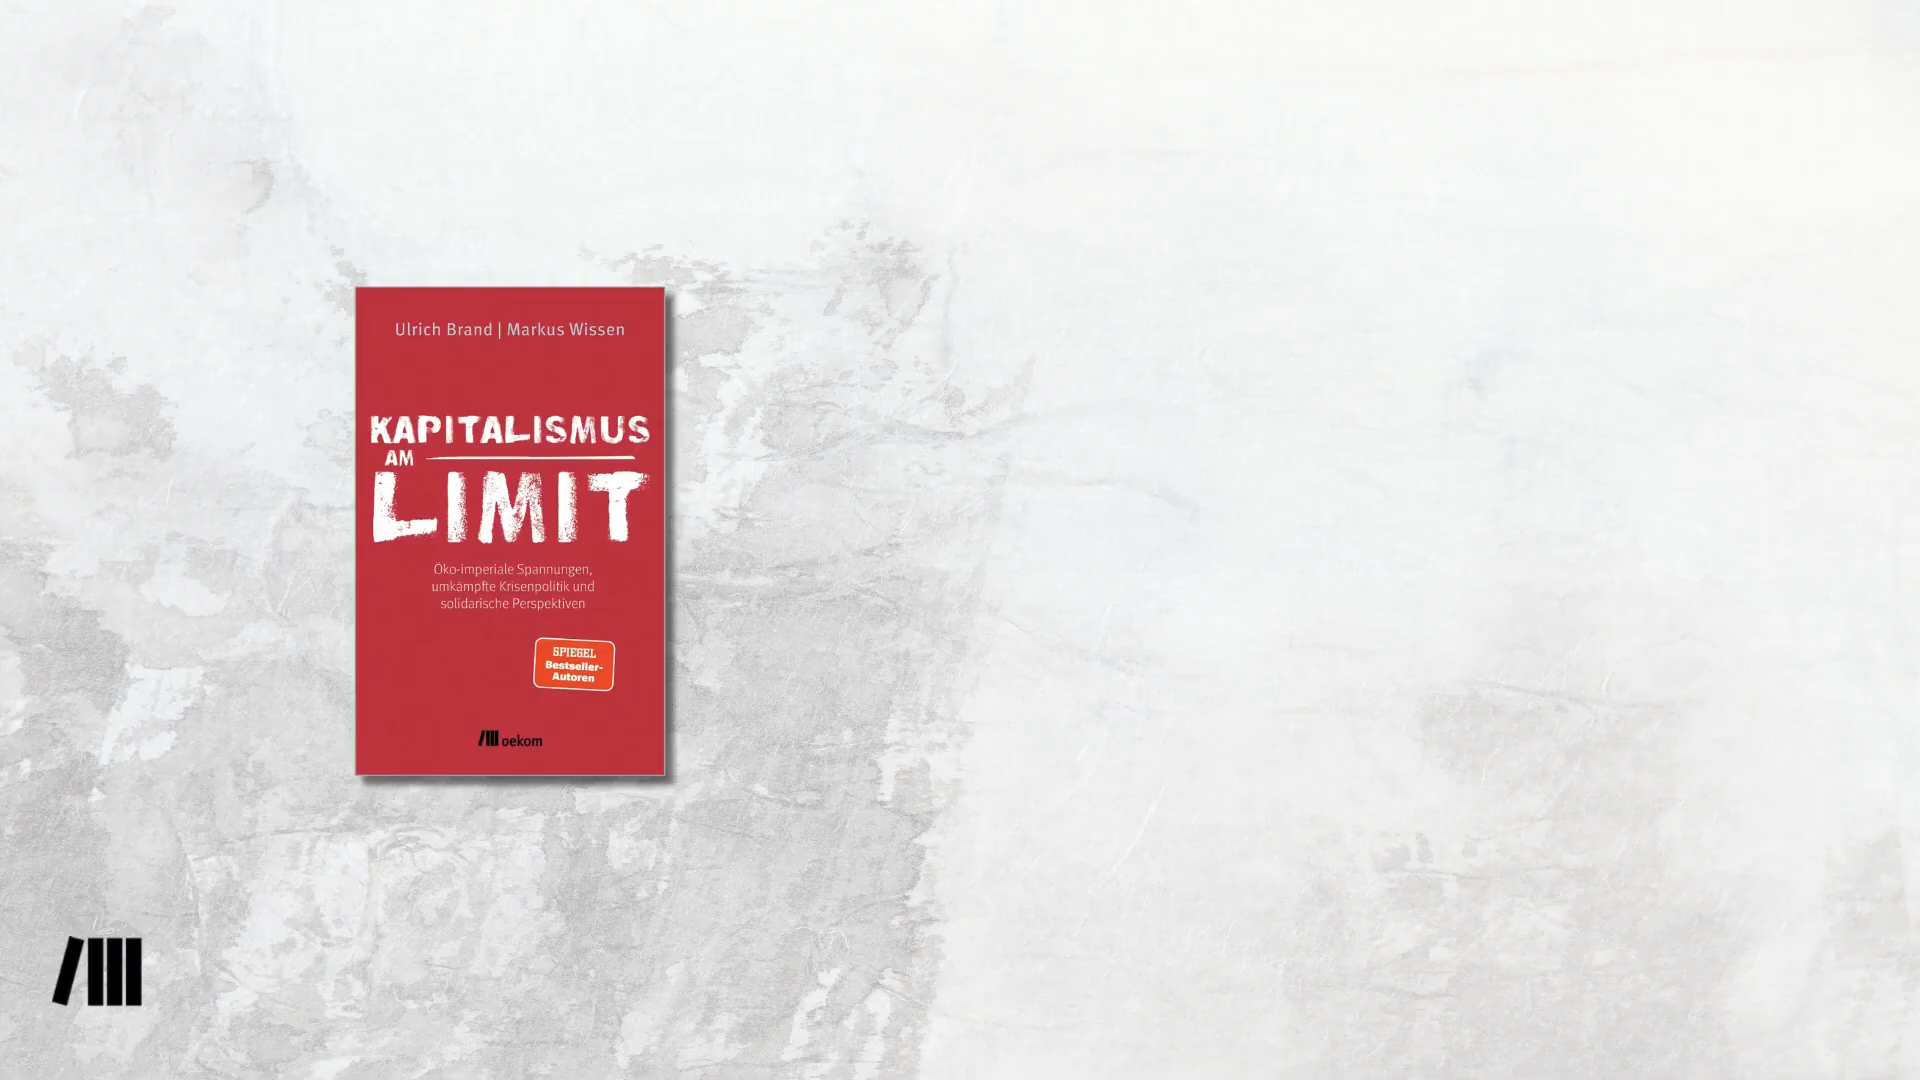 Ulrich Brand | Markus Wissen
KAPITALISMUS
AM
LIMIT
Öko-imperiale Spannungen,
umkämpfte Krisenpolitik und
solidarische Perspektiven
SPIEGEL
Bestseller-
Autoren
oekom